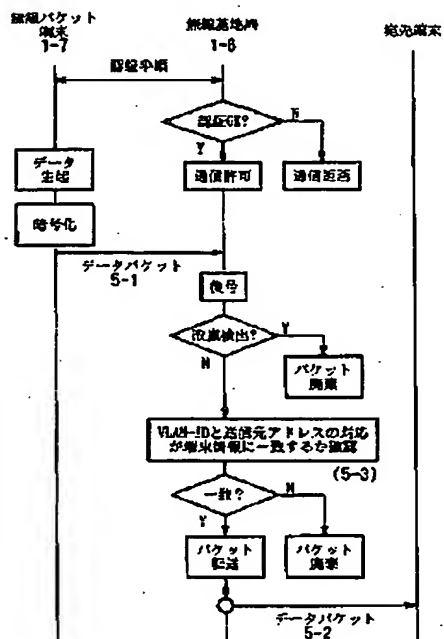 無線パケット
端末
1-7
無線基地局
1-6
宛先端末
認証手順
認証OK?
Y
N
データ
生起
通信許可
通信拒否
暗号化
データパケット
5-1
復号
改竄検出?
Y
N
パケット
廃棄
VLAN-IDと送信元アドレスの対応
が端末情報に一致するか確認
(5-3)
一致?
N
Y
パケット
転送
パケット
廃棄
データパケット
5-2